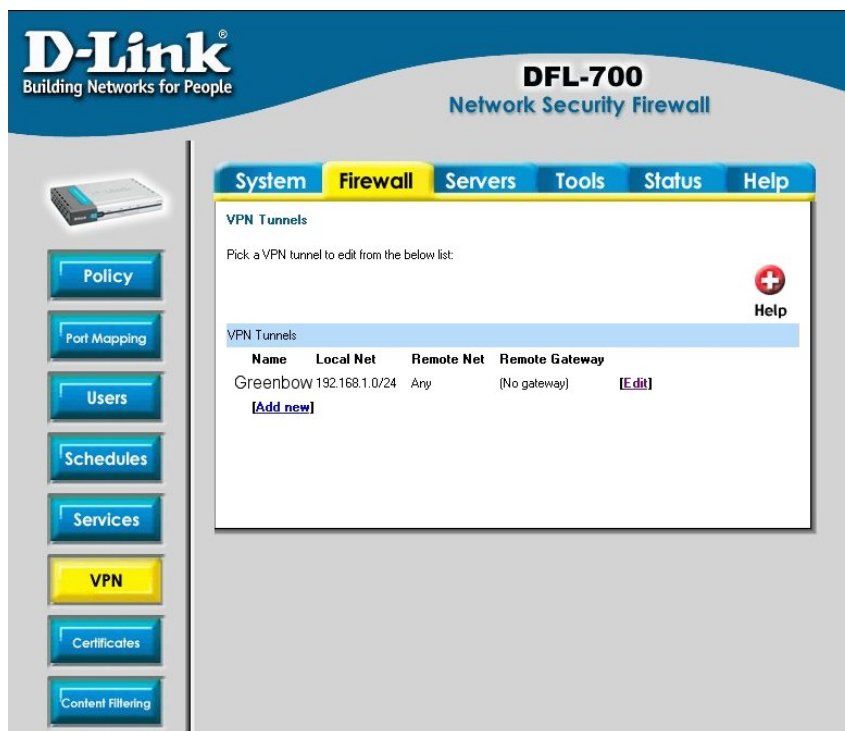 D-Link®
Building Networks for People
DFL-700
Network Security Firewall
System Firewall Servers Tools Status Help
VPN Tunnels
Pick a VPN tunnel to edit from the below list:
Help
VPN Tunnels
Name Local Net Remote Net Remote Gateway
Greenbow 192.168.1.0/24 Any (No gateway) [Edit]
[Add new]
Policy
Port Mapping
Users
Schedules
Services
VPN
Certificates
Content Filtering